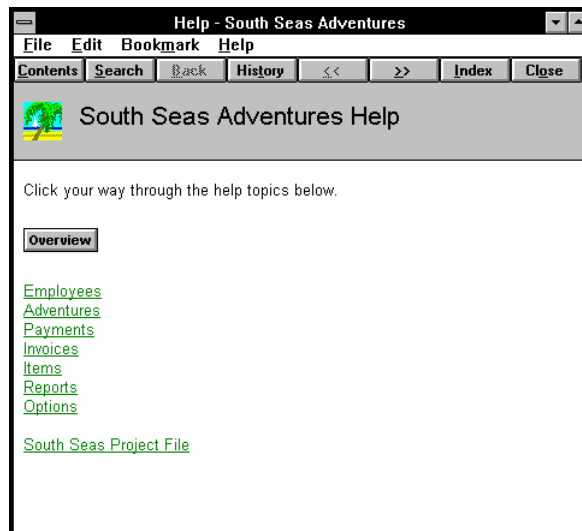 Help - South Seas Adventures
File Edit Bookmark Help
Contents Search Back History << >> Index Close
South Seas Adventures Help
Click your way through the help topics below.
Overview
Employees
Adventures
Payments
Invoices
Items
Reports
Options
South Seas Project File